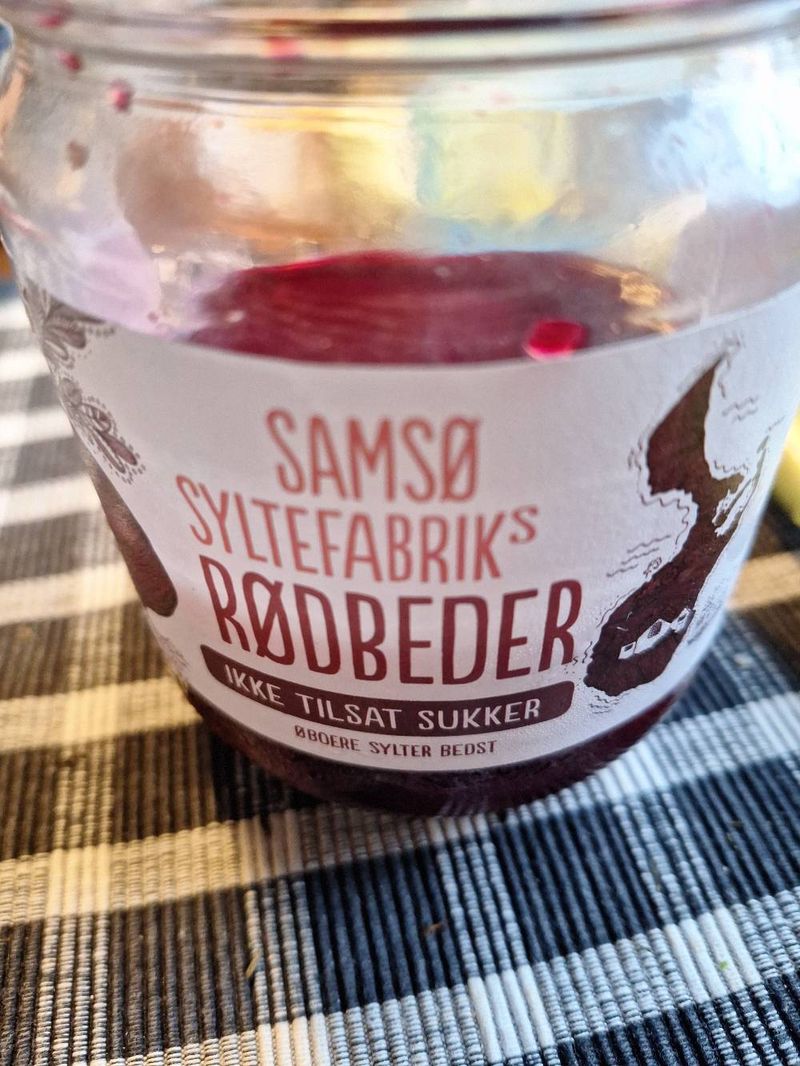 SAMSØ
SYLTEFABRIKS
RØDBEDER
IKKE TILSAT SUKKER
ØBOERE SYLTER BEDST